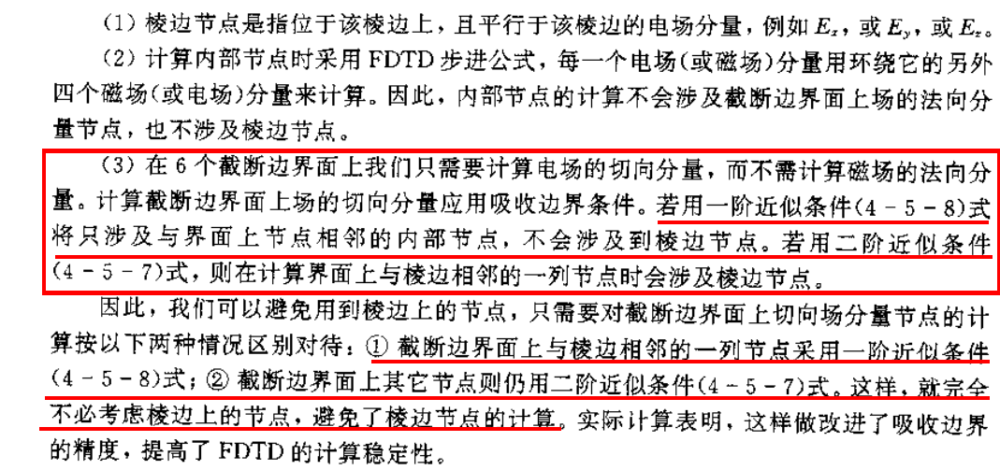 (1) 棱边节点是指位于该棱边上，且平行于该棱边的电场分量，例如 Ex，或 Ey，或 Ez。
(2) 计算内部节点时采用 FDTD 步进公式，每一个电场(或磁场)分量用环绕它的另外
四个磁场(或电场)分量来计算。因此，内部节点的计算不会涉及截断边界面上场的法向分
量节点，也不涉及棱边节点。
(3) 在 6 个截断边界面上我们只需要计算电场的切向分量，而不需计算磁场的法向分
量。计算截断边界面上场的切向分量应用吸收边界条件。若用一阶近似条件(4-5-8)式
将只涉及与界面上节点相邻的内部节点，不会涉及到棱边节点。若用二阶近似条件
(4-5-7)式，则在计算界面上与棱边相邻的一列节点时会涉及棱边节点。
因此，我们可以避免用到棱边上的节点，只需要对截断边界面上切向场分量节点的计
算按以下两种情况区别对待：① 截断边界面上与棱边相邻的一列节点采用一阶近似条件
(4-5-8)式；② 截断边界面上其它节点则仍用二阶近似条件(4-5-7)式。这样，就完全
不必考虑棱边上的节点，避免了棱边节点的计算。实际计算表明，这样做改进了吸收边界
的精度，提高了 FDTD 的计算稳定性。